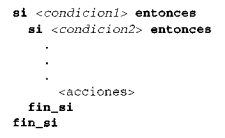 si <condicion1> entonces
si <condicion2> entonces
.
.
.
<acciones>
fin_si
fin_si